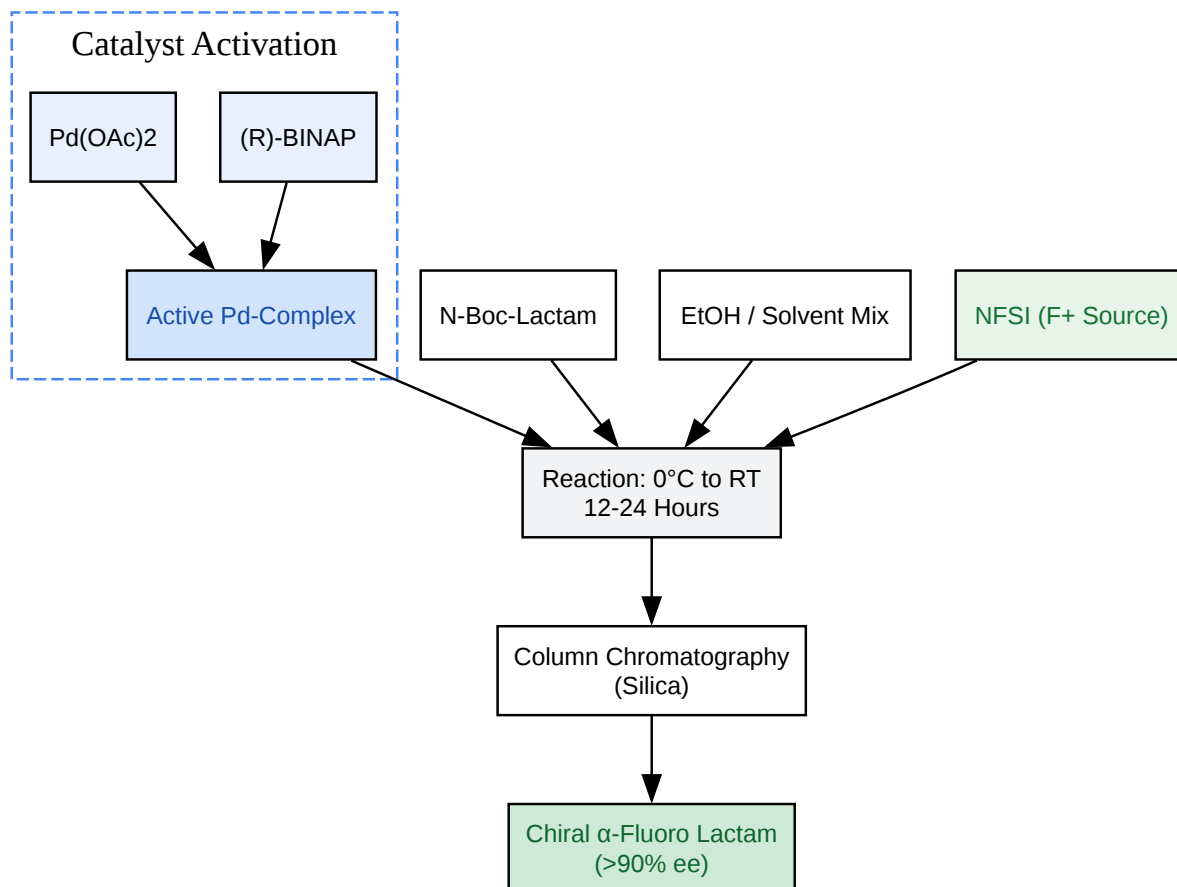 Catalyst Activation
Pd(OAc)2
(R)-BINAP
Active Pd-Complex
N-Boc-Lactam
EtOH / Solvent Mix
NFSI (F+ Source)
Reaction: 0°C to RT
12-24 Hours
Column Chromatography
(Silica)
Chiral α-Fluoro Lactam
(>90% ee)